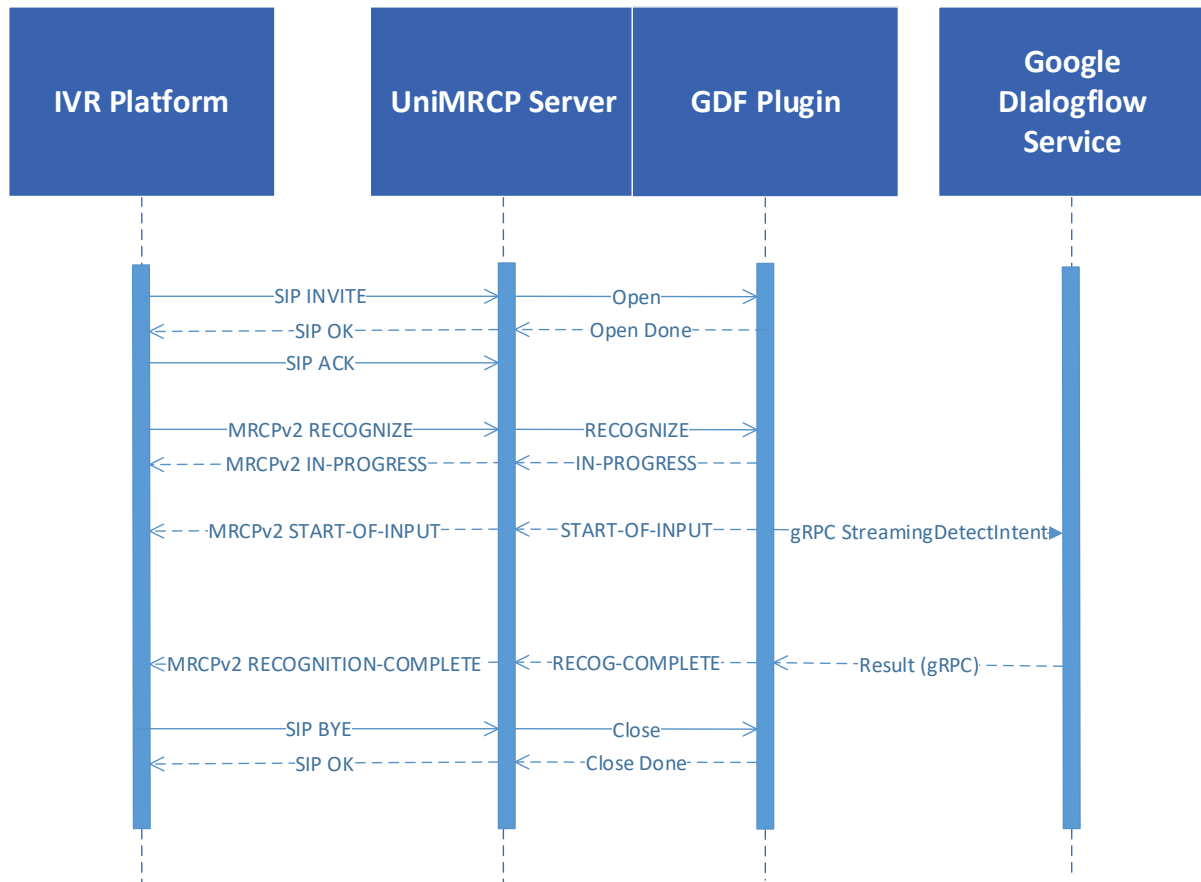 IVR Platform
UniMRCP Server
GDF Plugin
Google
DIalogflow
Service
SIP INVITE
Open
SIP OK
Open Done
SIP ACK
MRCPv2 RECOGNIZE
RECOGNIZE
MRCPv2 IN-PROGRESS
IN-PROGRESS
MRCPv2 START-OF-INPUT
START-OF-INPUT
gRPC StreamingDetectIntent
MRCPv2 RECOGNITION-COMPLETE
RECOG-COMPLETE
Result (gRPC)
SIP BYE
Close
SIP OK
Close Done